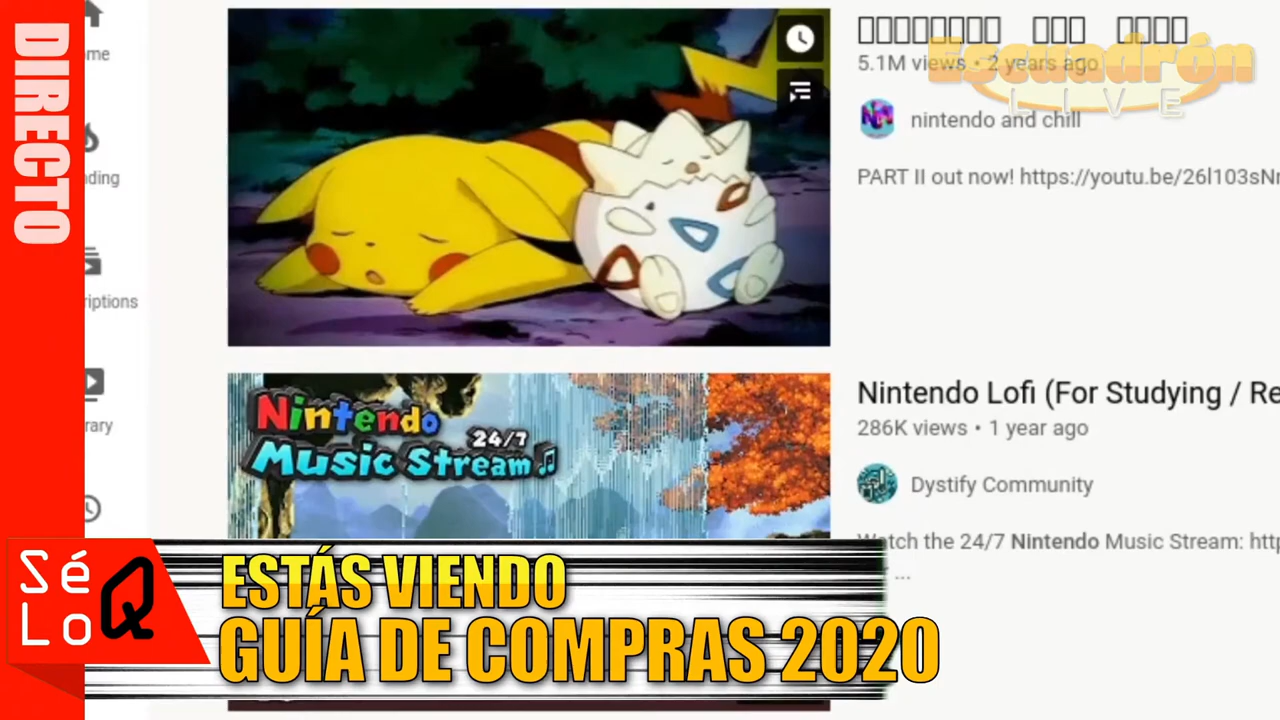 DIRECTO
Escuadrón
LIVE
5.1M views • 2 years ago
nintendo and chill
PART II out now! https://youtu.be/26l103sN
Nintendo
24/7
Music Stream
Nintendo Lofi (For Studying / Re
286K views • 1 year ago
Dystify Community
Watch the 24/7 Nintendo Music Stream:
...
Sé
Lo
Q
ESTÁS VIENDO
GUÍA DE COMPRAS 2020
ome
nding
riptions
rary